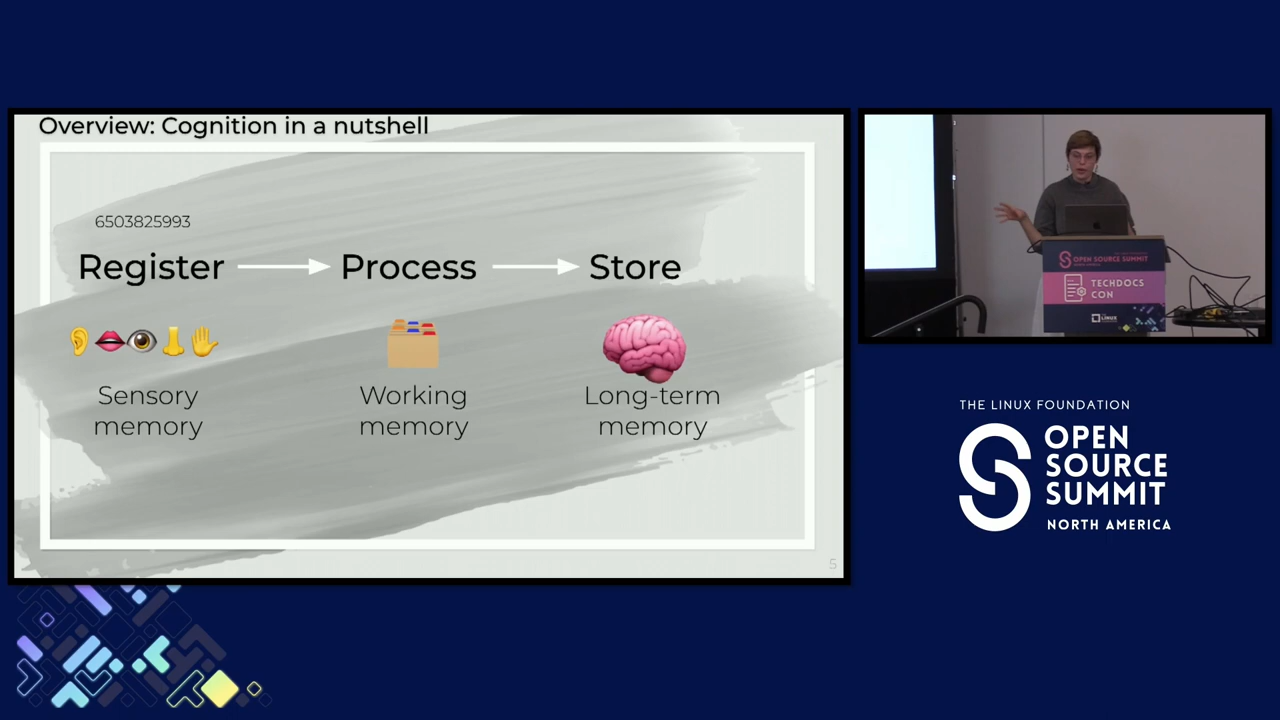 Overview: Cognition in a nutshell
6503825993
Register
Process
Store
Sensory
memory
Working
memory
Long-term
memory
5
OPEN SOURCE SUMMIT
TECHDOCS
CON
LINUX
THE LINUX FOUNDATION
OPEN
SOURCE
SUMMIT
NORTH AMERICA